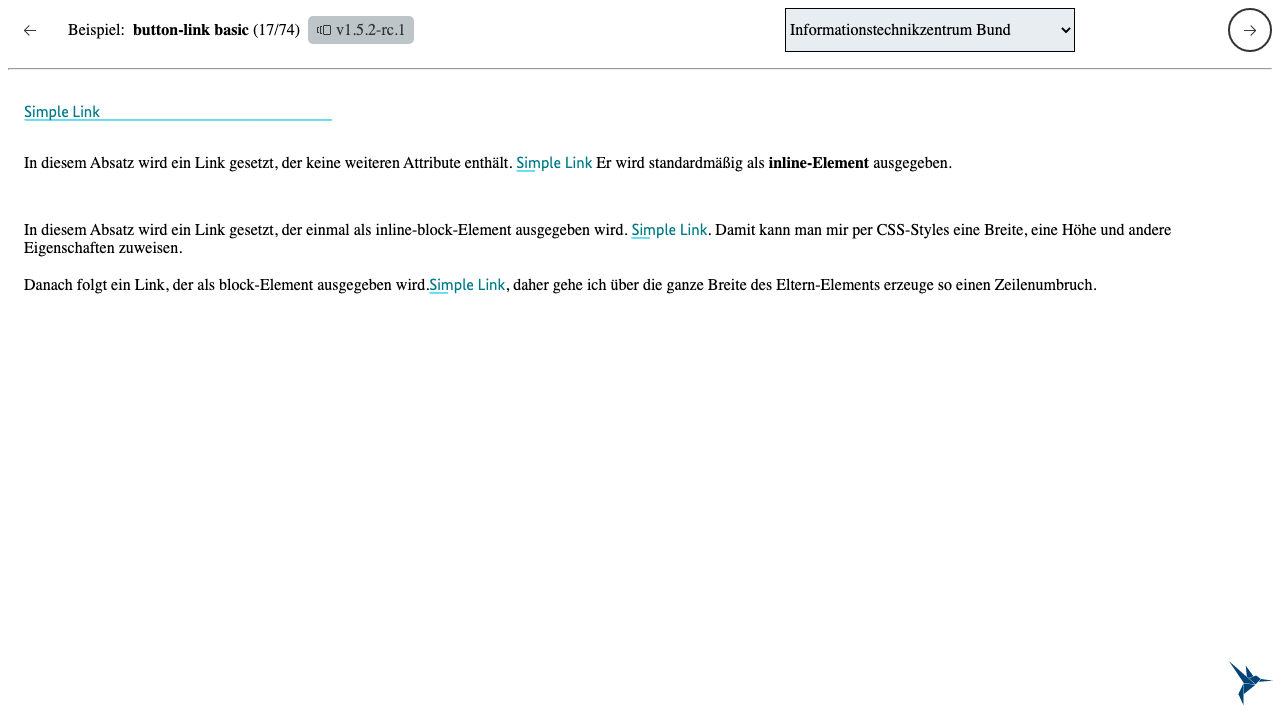 ← Beispiel: button-link basic (17/74) v1.5.2-rc.1 Informationstechnikzentrum Bund →
Simple Link
In diesem Absatz wird ein Link gesetzt, der keine weiteren Attribute enthält. Simple Link Er wird standardmäßig als inline-Element ausgegeben.
In diesem Absatz wird ein Link gesetzt, der einmal als inline-block-Element ausgegeben wird. Simple Link. Damit kann man mir per CSS-Styles eine Breite, eine Höhe und andere
Eigenschaften zuweisen.
Danach folgt ein Link, der als block-Element ausgegeben wird.Simple Link, daher gehe ich über die ganze Breite des Eltern-Elements erzeuge so einen Zeilenumbruch.